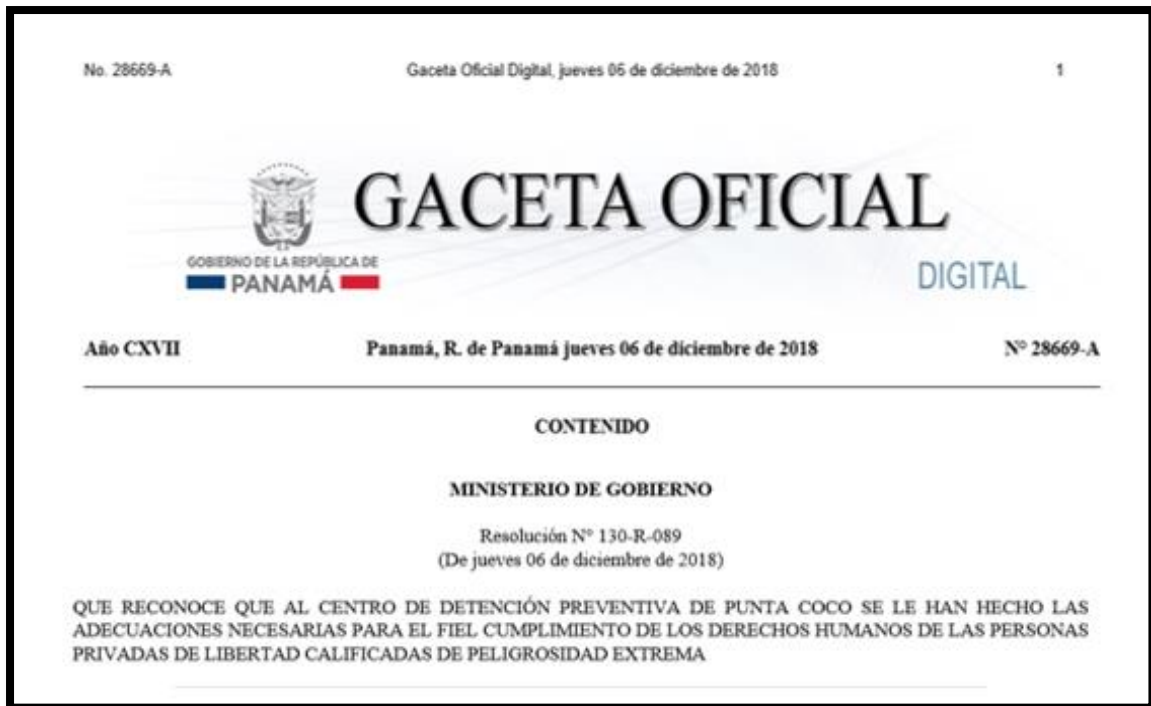 No. 28669-A Gaceta Oficial Digital, jueves 06 de diciembre de 2018 1
GACETA OFICIAL
GOBIERNO DE LA REPÚBLICA DE
PANAMÁ
DIGITAL
Año CXVII Panamá, R. de Panamá jueves 06 de diciembre de 2018 N° 28669-A
CONTENIDO
MINISTERIO DE GOBIERNO
Resolución N° 130-R-089
(De jueves 06 de diciembre de 2018)
QUE RECONOCE QUE AL CENTRO DE DETENCIÓN PREVENTIVA DE PUNTA COCO SE LE HAN HECHO LAS
ADECUACIONES NECESARIAS PARA EL FIEL CUMPLIMIENTO DE LOS DERECHOS HUMANOS DE LAS PERSONAS
PRIVADAS DE LIBERTAD CALIFICADAS DE PELIGROSIDAD EXTREMA